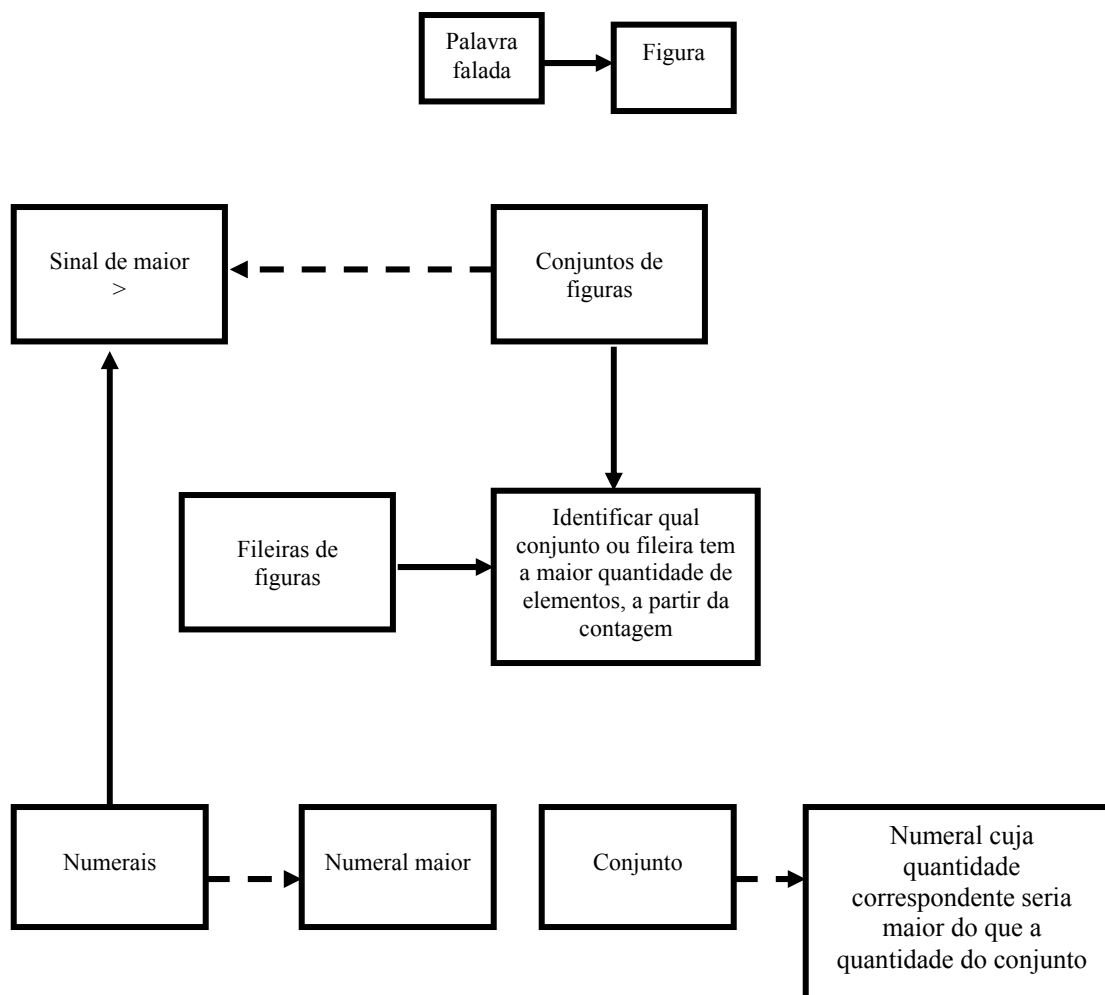 Palavra
falada
Figura
Sinal de maior
>
Conjuntos de
figuras
Fileiras de
figuras
Identificar qual
conjunto ou fileira tem
a maior quantidade de
elementos, a partir da
contagem
Numerais
Numeral maior
Conjunto
Numeral cuja
quantidade
correspondente seria
maior do que a
quantidade do conjunto